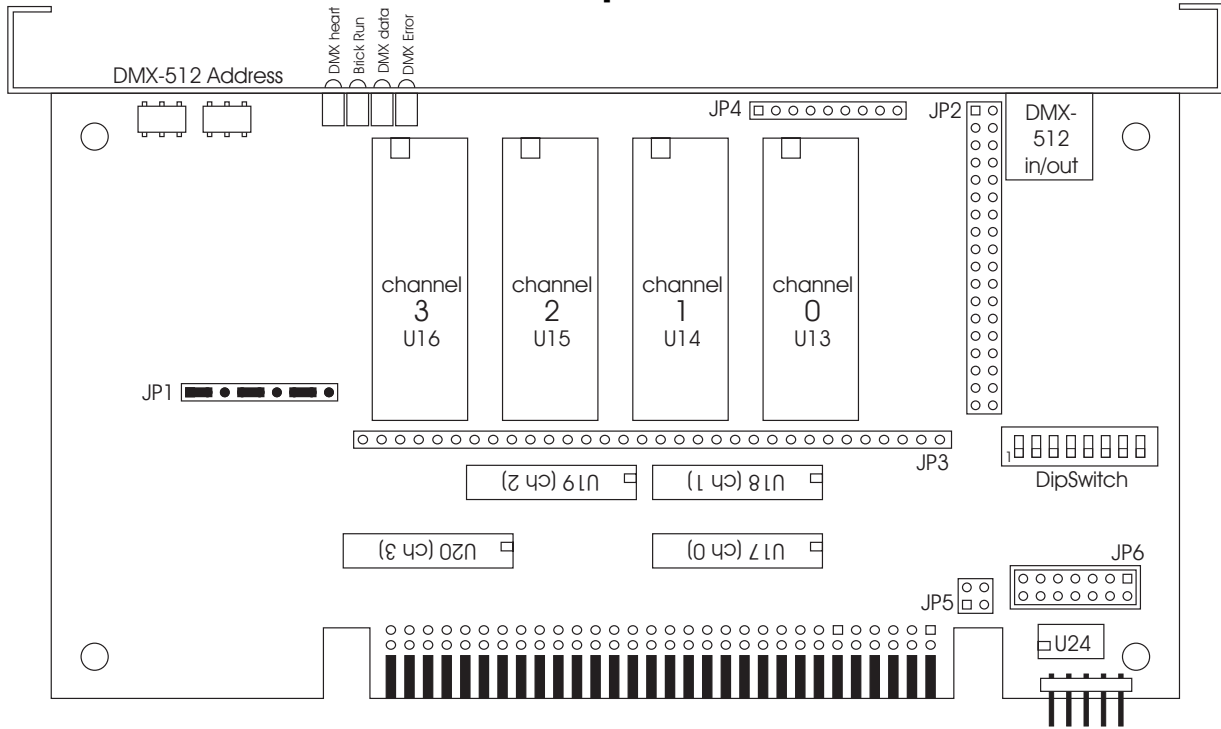 DMX heart
Brick Run
DMX data
DMX Error
DMX-512 Address
JP4
JP2
DMX-
512
in/out
channel
3
U16
channel
2
U15
channel
1
U14
channel
0
U13
JP1
JP3
1
DipSwitch
U19 (ch 2)
U18 (ch 1)
U20 (ch 3)
U17 (ch 0)
JP6
JP5
U24